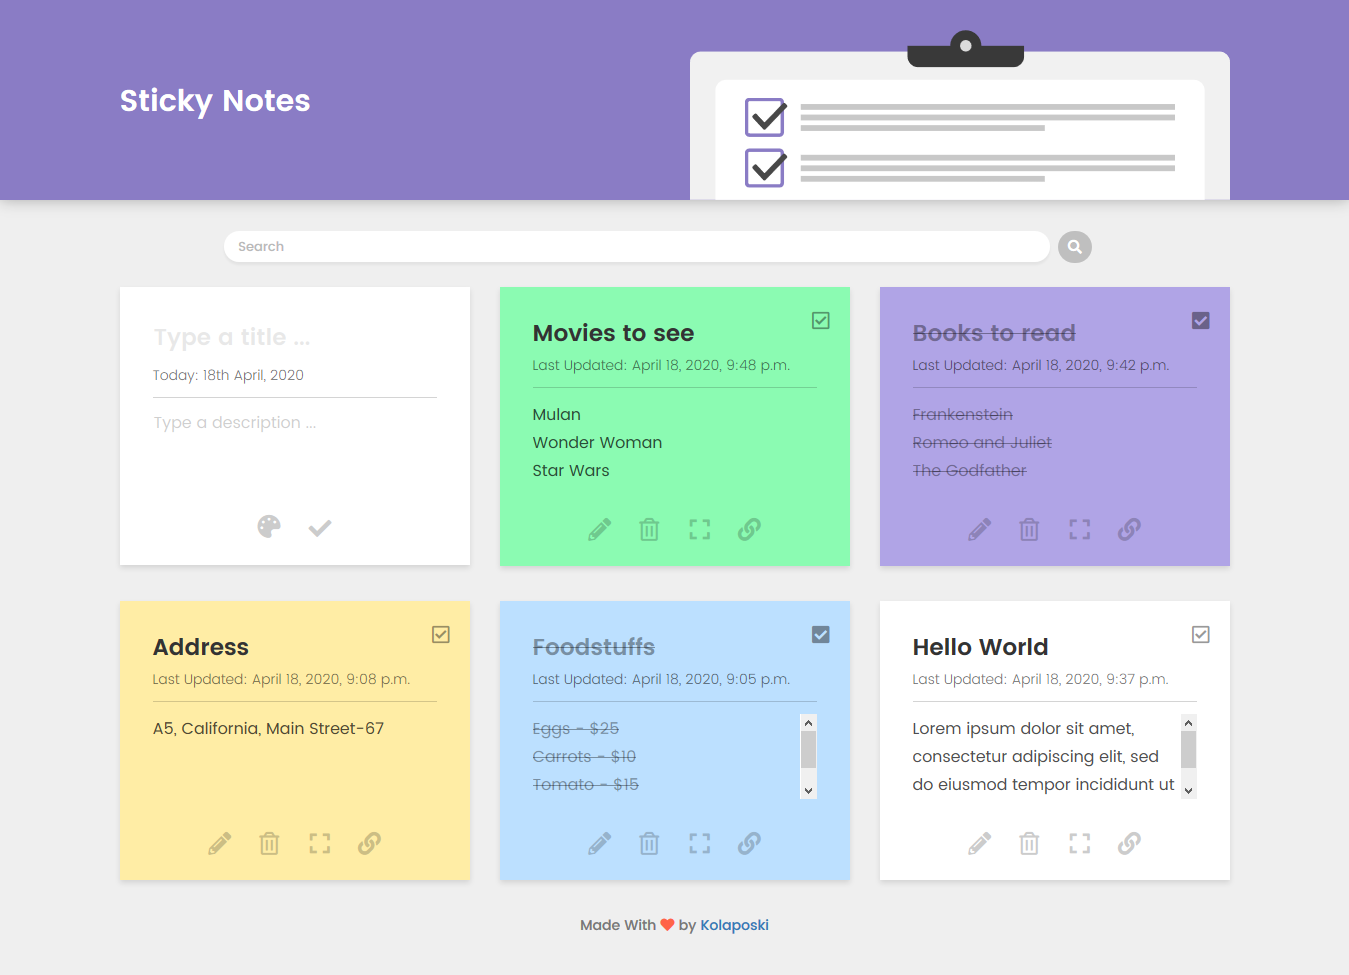 Sticky Notes
Search
Type a title ...
Today: 18th April, 2020
Type a description ...
Movies to see
Last Updated: April 18, 2020, 9:48 p.m.
Mulan
Wonder Woman
Star Wars
Books to read
Last Updated: April 18, 2020, 9:42 p.m.
Frankenstein
Romeo and Juliet
The Godfather
Address
Last Updated: April 18, 2020, 9:08 p.m.
A5, California, Main Street-67
Foodstuffs
Last Updated: April 18, 2020, 9:05 p.m.
Eggs - $25
Carrots - $10
Tomato - $15
Hello World
Last Updated: April 18, 2020, 9:37 p.m.
Lorem ipsum dolor sit amet,
consectetur adipiscing elit, sed
do eiusmod tempor incididunt ut
Made With ❤ by Kolaposki